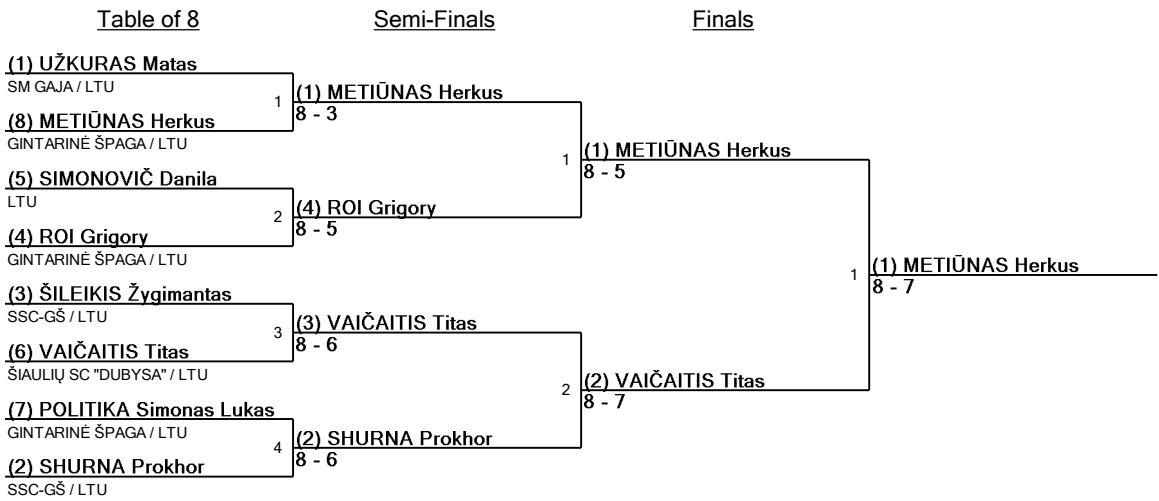 Table of 8
Semi-Finals
Finals
(1) UŽKURAS Matas
SM GAJA / LTU
1
(8) METIŪNAS Herkus
GINTARINĖ ŠPAGA / LTU
(5) SIMONOVIČ Danila
LTU
2
(4) ROI Grigory
GINTARINĖ ŠPAGA / LTU
(3) ŠILEIKIS Žygimantas
SSC-GŠ / LTU
3
(6) VAIČAITIS Titas
ŠIAULIŲ SC "DUBYSA" / LTU
(7) POLITIKA Simonas Lukas
GINTARINĖ ŠPAGA / LTU
4
(2) SHURNA Prokhor
SSC-GŠ / LTU
(1) METIŪNAS Herkus
8 - 3
1
(4) ROI Grigory
8 - 5
(3) VAIČAITIS Titas
8 - 6
2
(2) SHURNA Prokhor
8 - 6
(1) METIŪNAS Herkus
8 - 5
1
(2) VAIČAITIS Titas
8 - 7
(1) METIŪNAS Herkus
8 - 7